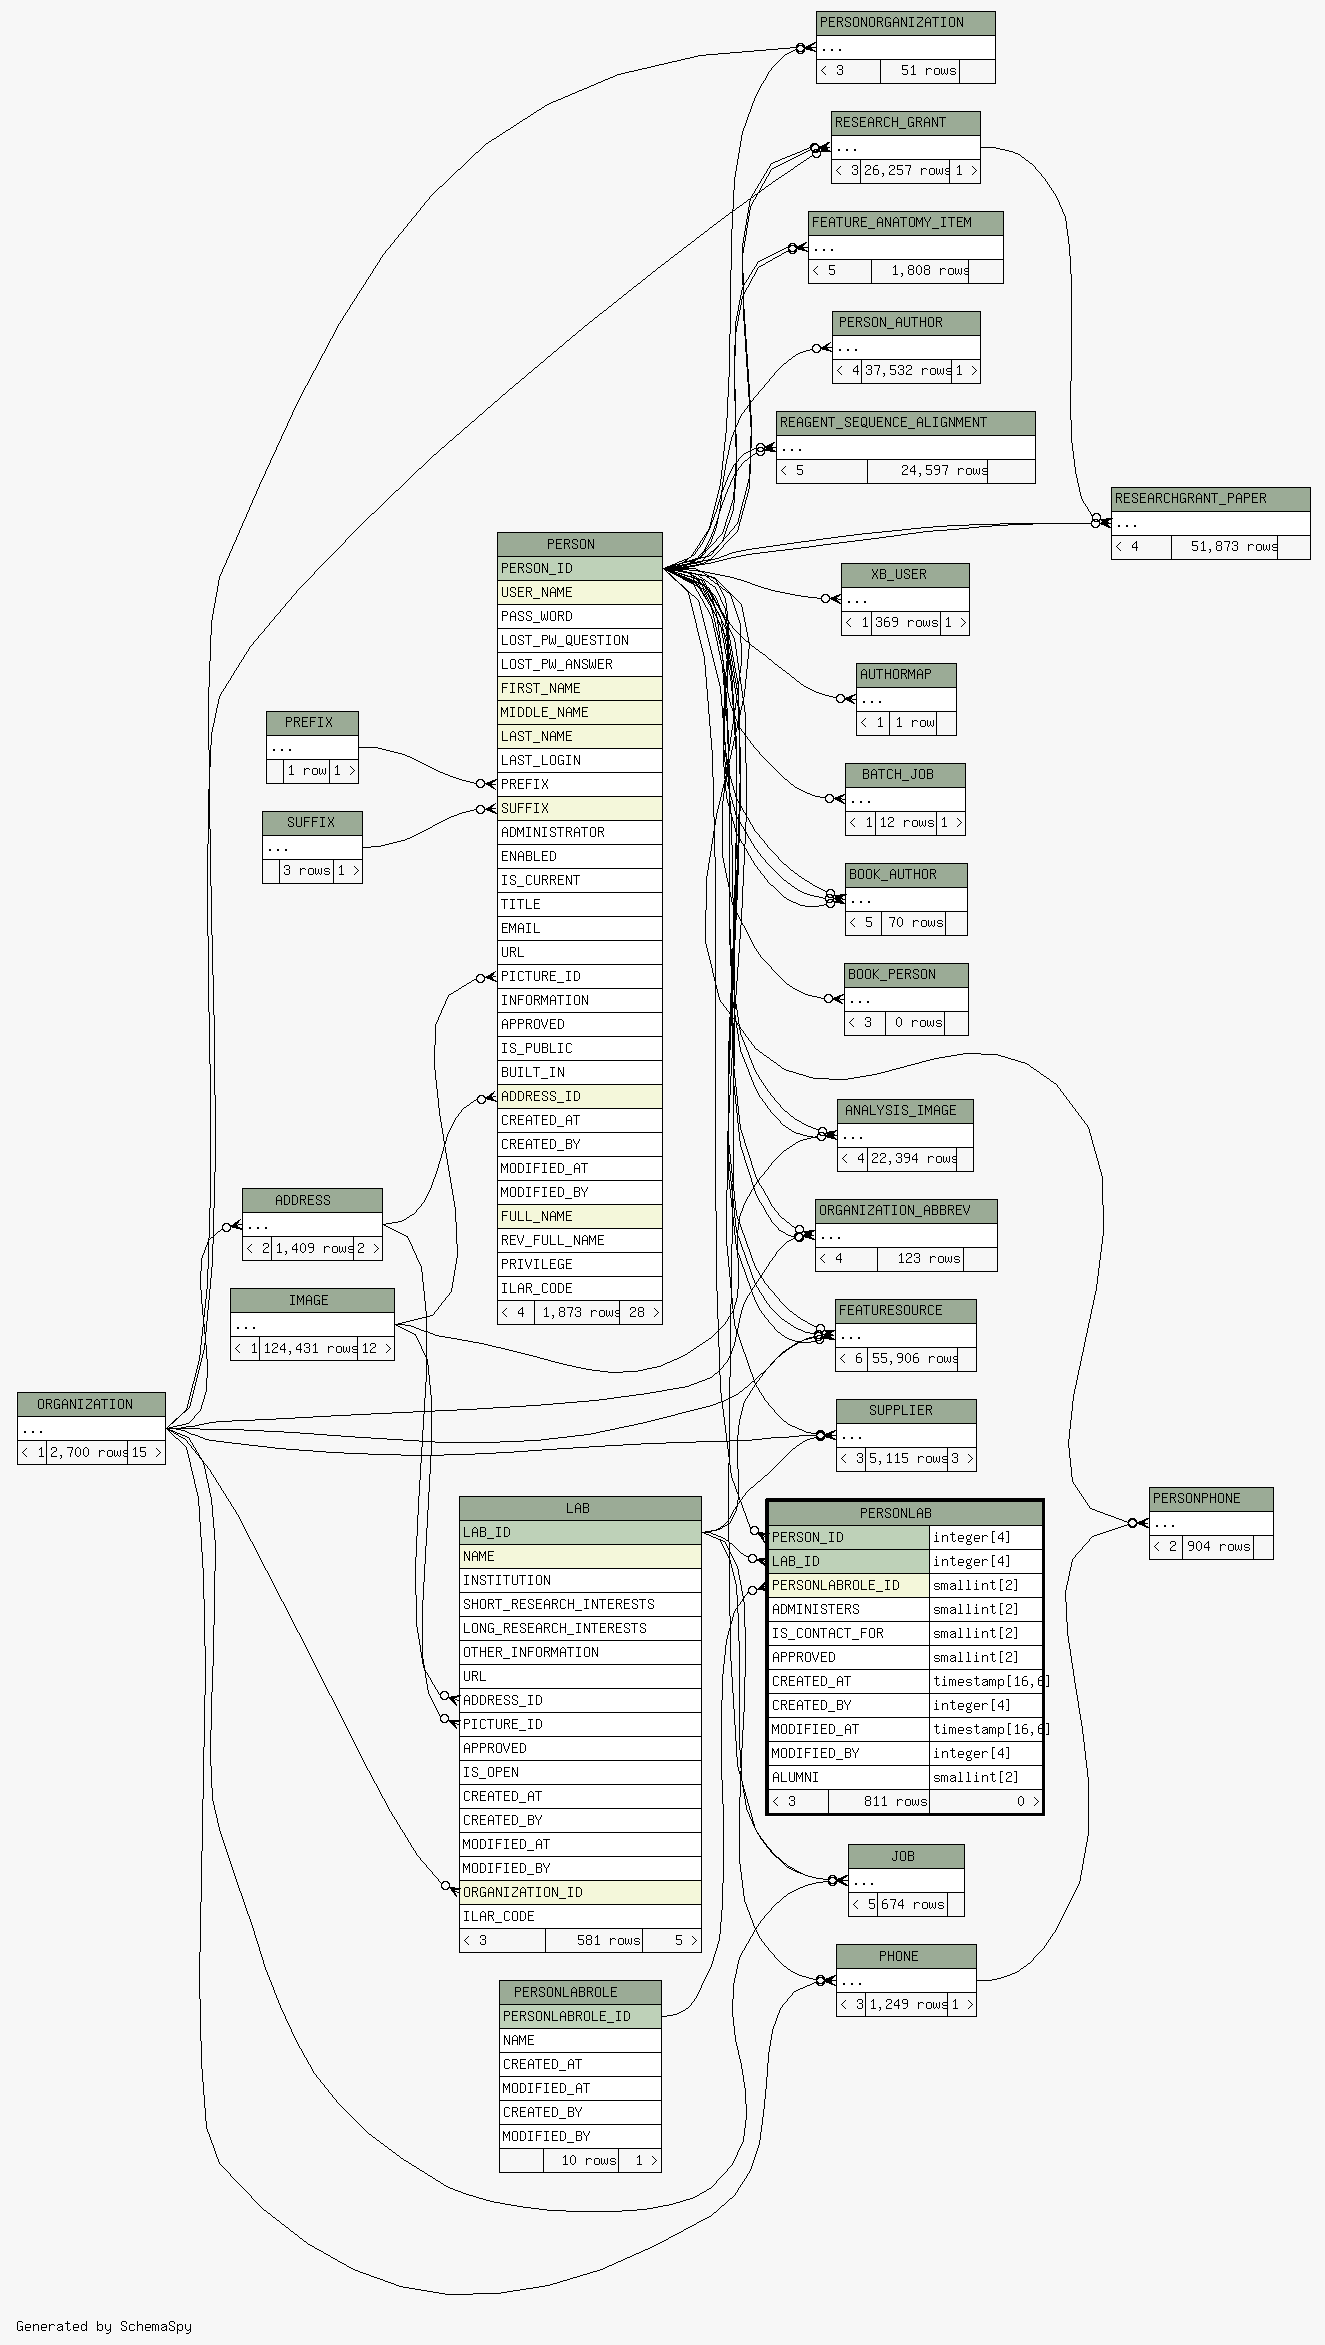 PERSONORGANIZATION
...
< 3 51 rows
RESEARCH_GRANT
...
< 3 26,257 rows 1 >
FEATURE_ANATOMY_ITEM
...
< 5 1,808 rows
PERSON_AUTHOR
...
< 4 37,532 rows 1 >
REAGENT_SEQUENCE_ALIGNMENT
...
< 5 24,597 rows
RESEARCHGRANT_PAPER
...
< 4 51,873 rows
PERSON
PERSON_ID
USER_NAME
PASS_WORD
LOST_PW_QUESTION
LOST_PW_ANSWER
FIRST_NAME
MIDDLE_NAME
LAST_NAME
LAST_LOGIN
PREFIX
SUFFIX
ADMINISTRATOR
ENABLED
IS_CURRENT
TITLE
EMAIL
URL
PICTURE_ID
INFORMATION
APPROVED
IS_PUBLIC
BUILT_IN
ADDRESS_ID
CREATED_AT
CREATED_BY
MODIFIED_AT
MODIFIED_BY
FULL_NAME
REV_FULL_NAME
PRIVILEGE
ILAR_CODE
< 4 1,873 rows 28 >
XB_USER
...
< 1 369 rows 1 >
AUTHORMAP
...
< 1 1 row
PREFIX
...
1 row 1 >
SUFFIX
...
3 rows 1 >
BATCH_JOB
...
< 1 12 rows 1 >
BOOK_AUTHOR
...
< 5 70 rows
BOOK_PERSON
...
< 3 0 rows
ANALYSIS_IMAGE
...
< 4 22,394 rows
ADDRESS
...
< 2 1,409 rows 2 >
ORGANIZATION_ABBREV
...
< 4 123 rows
IMAGE
...
< 1 124,431 rows 12 >
FEATURESOURCE
...
< 6 55,906 rows
ORGANIZATION
...
< 1 2,700 rows 15 >
SUPPLIER
...
< 3 5,115 rows 3 >
LAB
LAB_ID
NAME
INSTITUTION
SHORT_RESEARCH_INTERESTS
LONG_RESEARCH_INTERESTS
OTHER_INFORMATION
URL
ADDRESS_ID
PICTURE_ID
APPROVED
IS_OPEN
CREATED_AT
CREATED_BY
MODIFIED_AT
MODIFIED_BY
ORGANIZATION_ID
ILAR_CODE
< 3 581 rows 5 >
PERSONLAB
PERSON_ID integer[4]
LAB_ID integer[4]
PERSONLABROLE_ID smallint[2]
ADMINISTERS smallint[2]
IS_CONTACT_FOR smallint[2]
APPROVED smallint[2]
CREATED_AT timestamp[16,6]
CREATED_BY integer[4]
MODIFIED_AT timestamp[16,6]
MODIFIED_BY integer[4]
ALUMNI smallint[2]
< 3 811 rows 0 >
PERSONPHONE
...
< 2 904 rows
JOB
...
< 5 674 rows
PHONE
...
< 3 1,249 rows 1 >
PERSONLABROLE
PERSONLABROLE_ID
NAME
CREATED_AT
MODIFIED_AT
CREATED_BY
MODIFIED_BY
10 rows 1 >
Generated by SchemaSpy